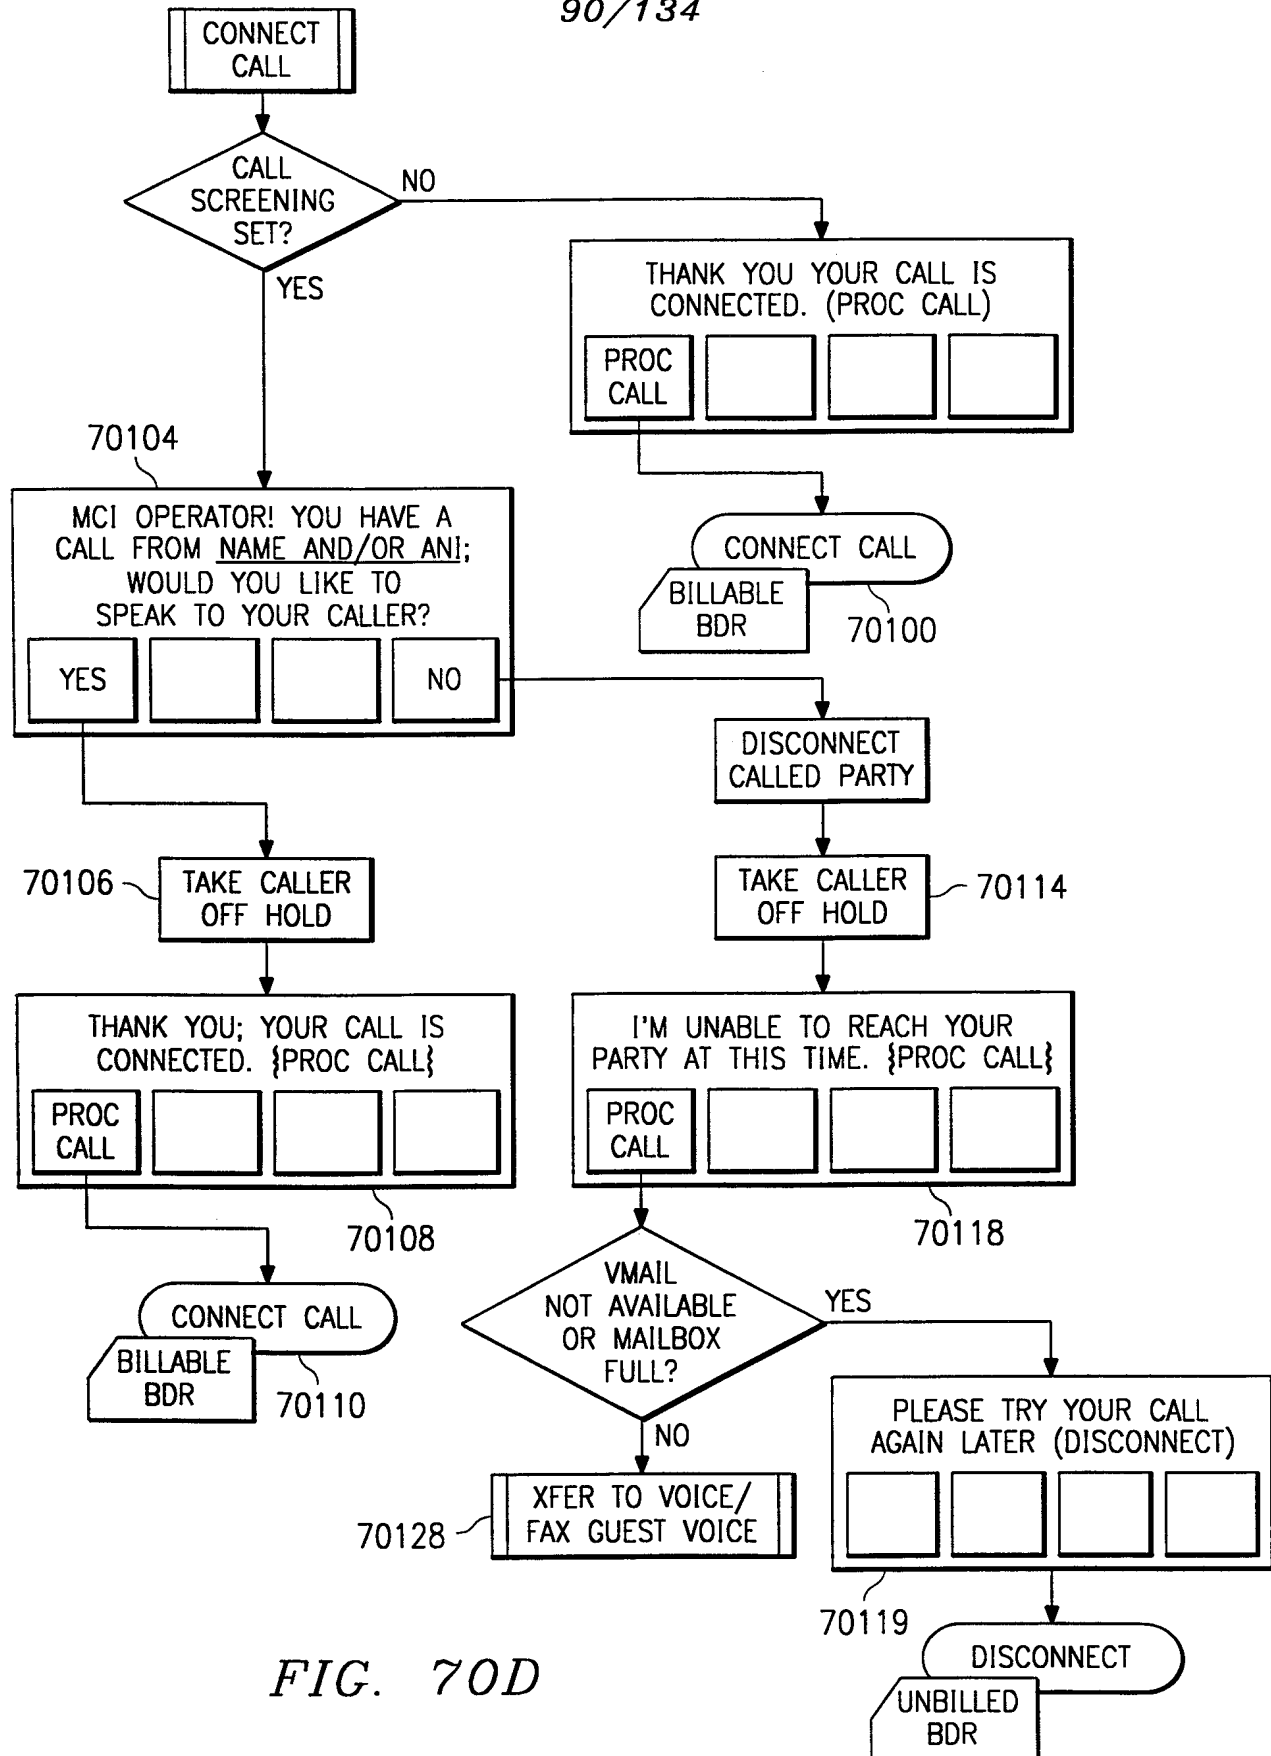 90/134
CONNECT
CALL
CALL
SCREENING
SET?
NO
YES
THANK YOU YOUR CALL IS
CONNECTED. (PROC CALL)
PROC
CALL
70104
MCI OPERATOR! YOU HAVE A
CALL FROM NAME AND/OR ANI;
WOULD YOU LIKE TO
SPEAK TO YOUR CALLER?
YES
NO
CONNECT CALL
BILLABLE
BDR
70100
DISCONNECT
CALLED PARTY
70106
TAKE CALLER
OFF HOLD
TAKE CALLER
OFF HOLD
70114
THANK YOU; YOUR CALL IS
CONNECTED. {PROC CALL}
PROC
CALL
70108
I'M UNABLE TO REACH YOUR
PARTY AT THIS TIME. {PROC CALL}
PROC
CALL
70118
CONNECT CALL
BILLABLE
BDR
70110
VMAIL
NOT AVAILABLE
OR MAILBOX
FULL?
YES
NO
PLEASE TRY YOUR CALL
AGAIN LATER (DISCONNECT)
70128
XFER TO VOICE/
FAX GUEST VOICE
70119
DISCONNECT
UNBILLED
BDR
FIG. 70D